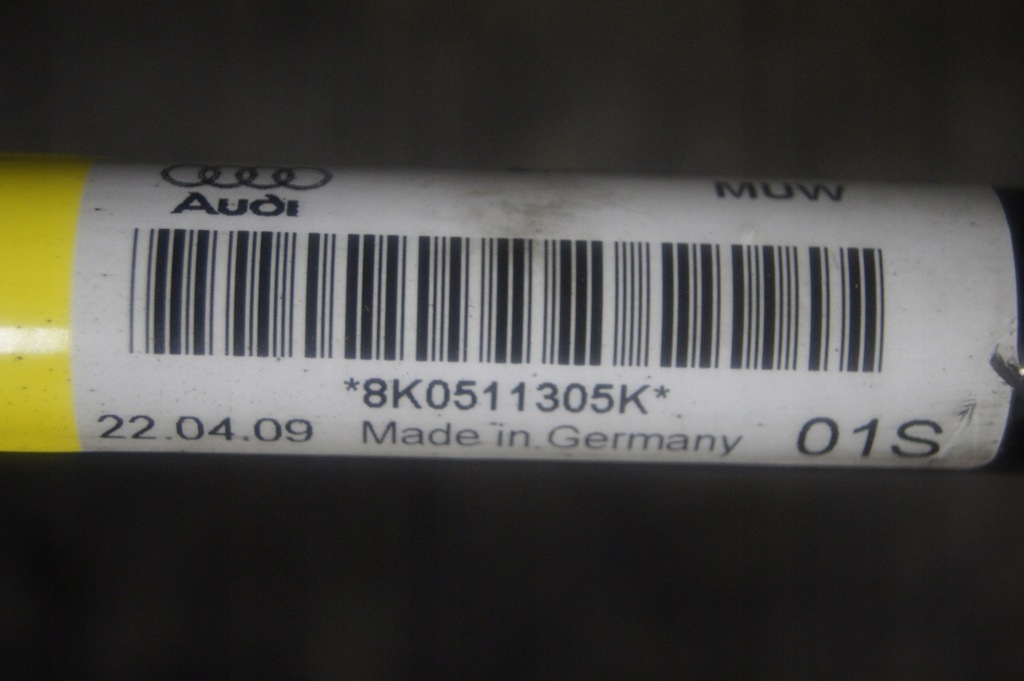 Audi
MUW
*8K0511305K*
22.04.09 Made in Germany 01S